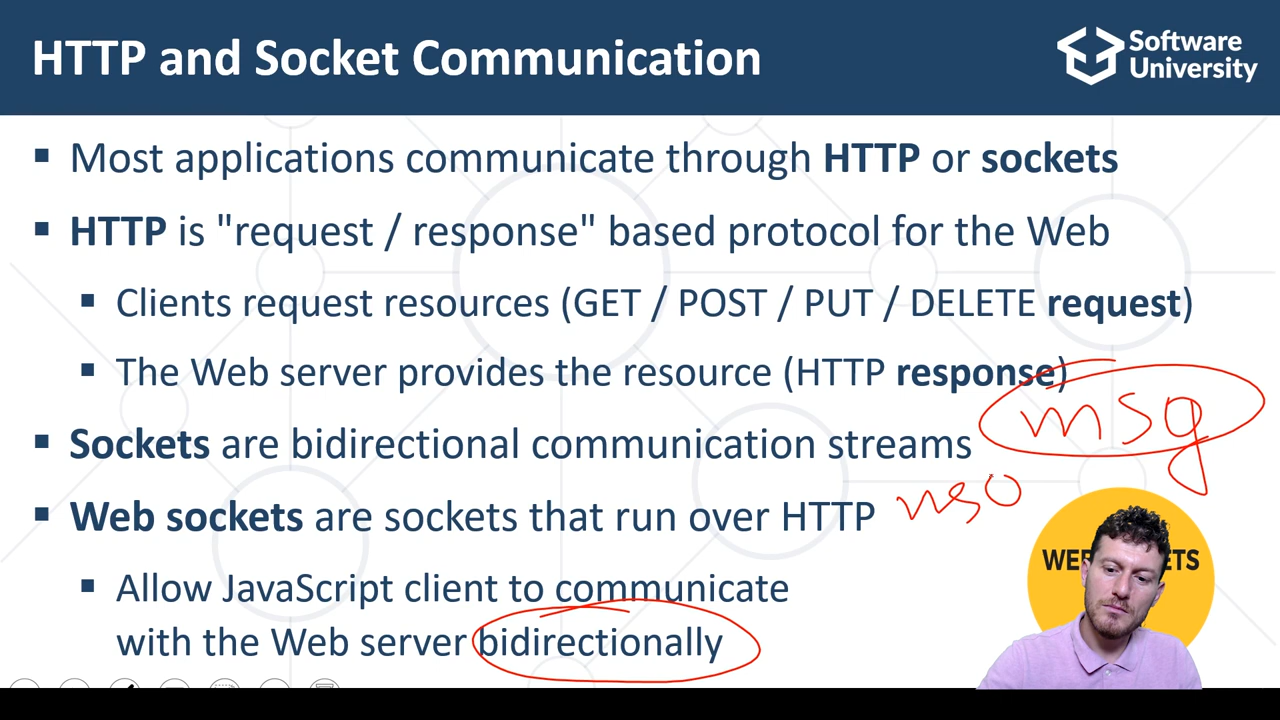 HTTP and Socket Communication
Software
University
▪ Most applications communicate through HTTP or sockets
▪ HTTP is "request / response" based protocol for the Web
▪ Clients request resources (GET / POST / PUT / DELETE request)
▪ The Web server provides the resource (HTTP response)
msg
▪ Sockets are bidirectional communication streams
▪ Web sockets are sockets that run over HTTP
▪ Allow JavaScript client to communicate
with the Web server bidirectionally